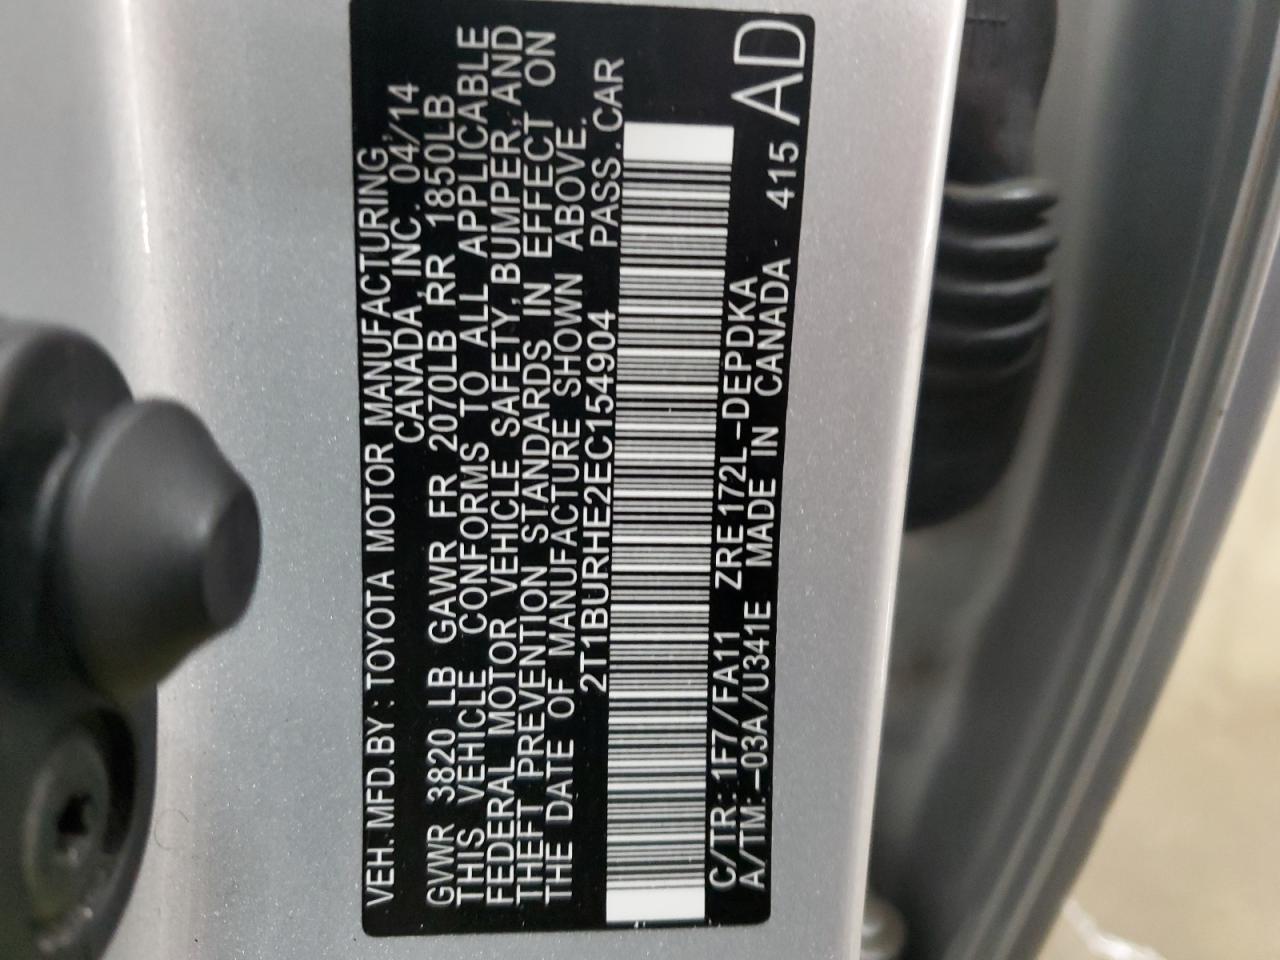 VEH. MFD. BY : TOYOTA MOTOR MANUFACTURING,
CANADA, INC. 04/14
GVWR 3820 LB GAWR FR 2070LB RR 1850LB
THIS VEHICLE CONFORMS TO ALL APPLICABLE
FEDERAL MOTOR VEHICLE SAFETY, BUMPER, AND
THEFT PREVENTION STANDARDS IN EFFECT ON
THE DATE OF MANUFACTURE SHOWN ABOVE.
2T1BURHE2EC154904 PASS. CAR
C/TR: 1F7/FA11 ZRE172L-DEPDKA
A/TM: -03A/U341E MADE IN CANADA 415 AD